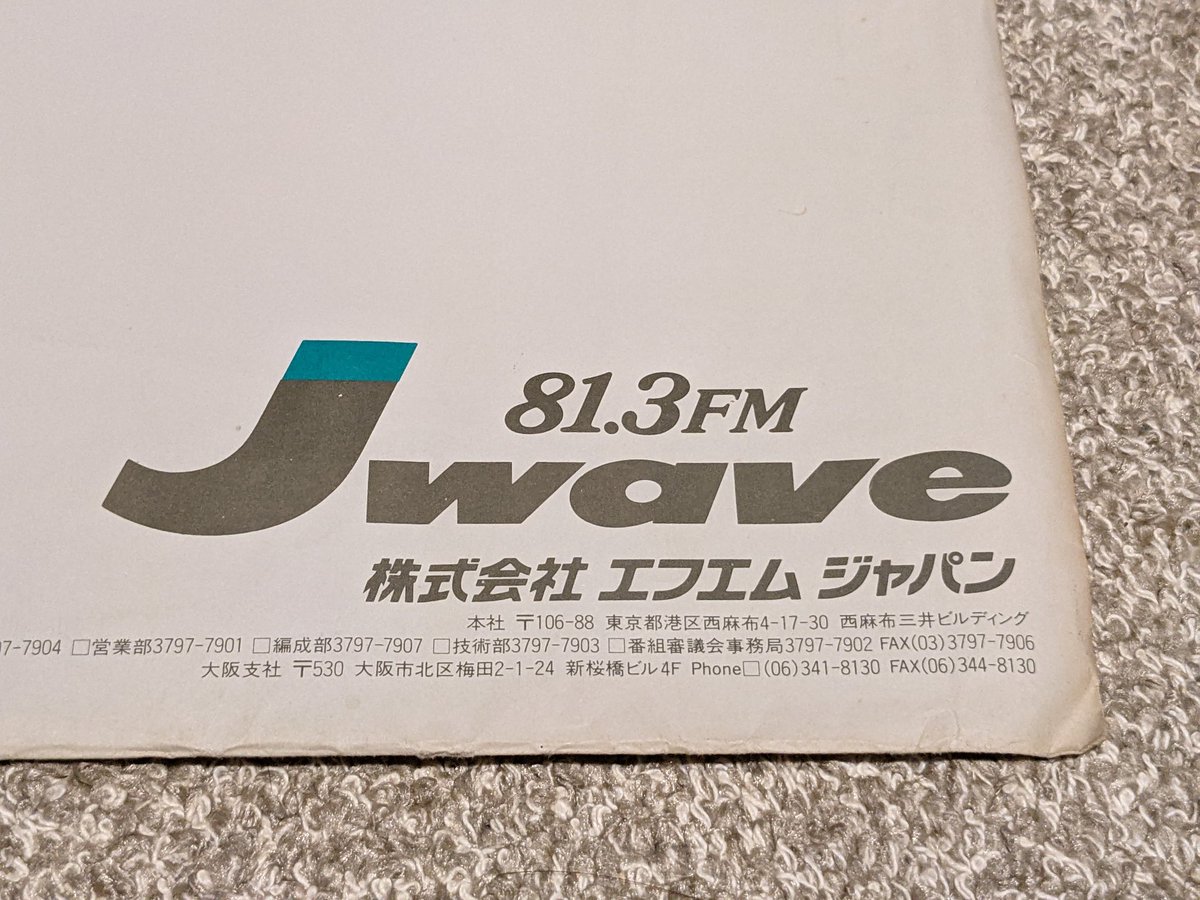 81.3FM
Jwave
株式会社 エフエム ジャパン
本社 〒106-88 東京都港区西麻布4-17-30 西麻布三井ビルディング
97-7904 □営業部3797-7901 □編成部3797-7907 □技術部3797-7903 □番組審議会事務局3797-7902 FAX(03)3797-7906
大阪支社 〒530 大阪市北区梅田2-1-24 新桜橋ビル4F Phone□(06)341-8130 FAX(06)344-8130